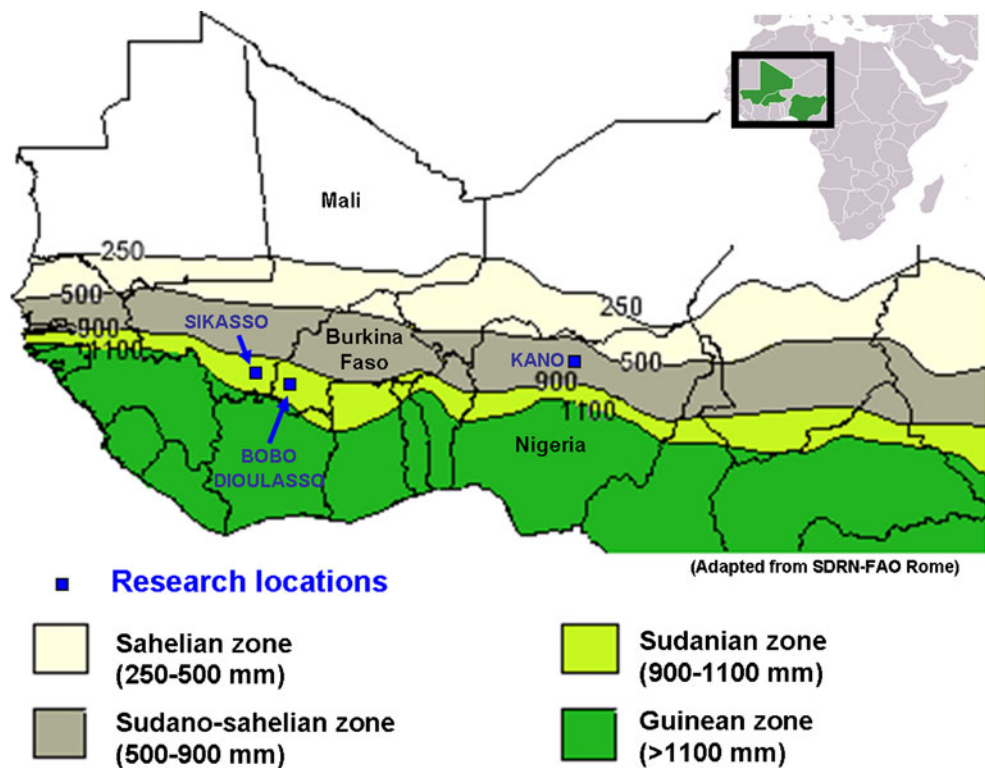 Mali
250
500
900
1100
SIKASSO
Burkina
Faso
250
KANO
500
900
1100
Nigeria
BOBO
DIOULASSO
(Adapted from SDRN-FAO Rome)
Research locations
Sahelian zone
(250-500 mm)
Sudanian zone
(900-1100 mm)
Sudano-sahelian zone
(500-900 mm)
Guinean zone
(>1100 mm)